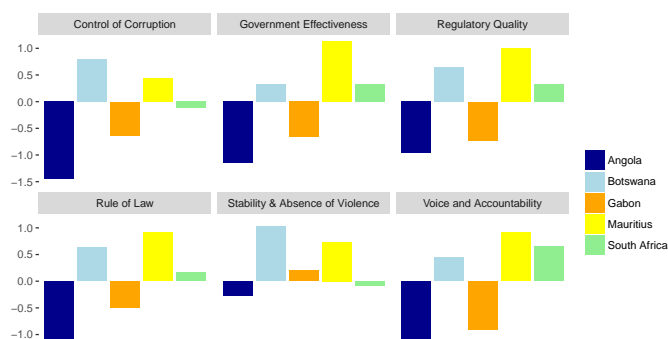 Control of Corruption
Government Effectiveness
Regulatory Quality
1.0
0.5
0.0
−0.5
−1.0
−1.5
Rule of Law
Stability & Absence of Violence
Voice and Accountability
1.0
0.5
0.0
−0.5
−1.0
Angola
Botswana
Gabon
Mauritius
South Africa